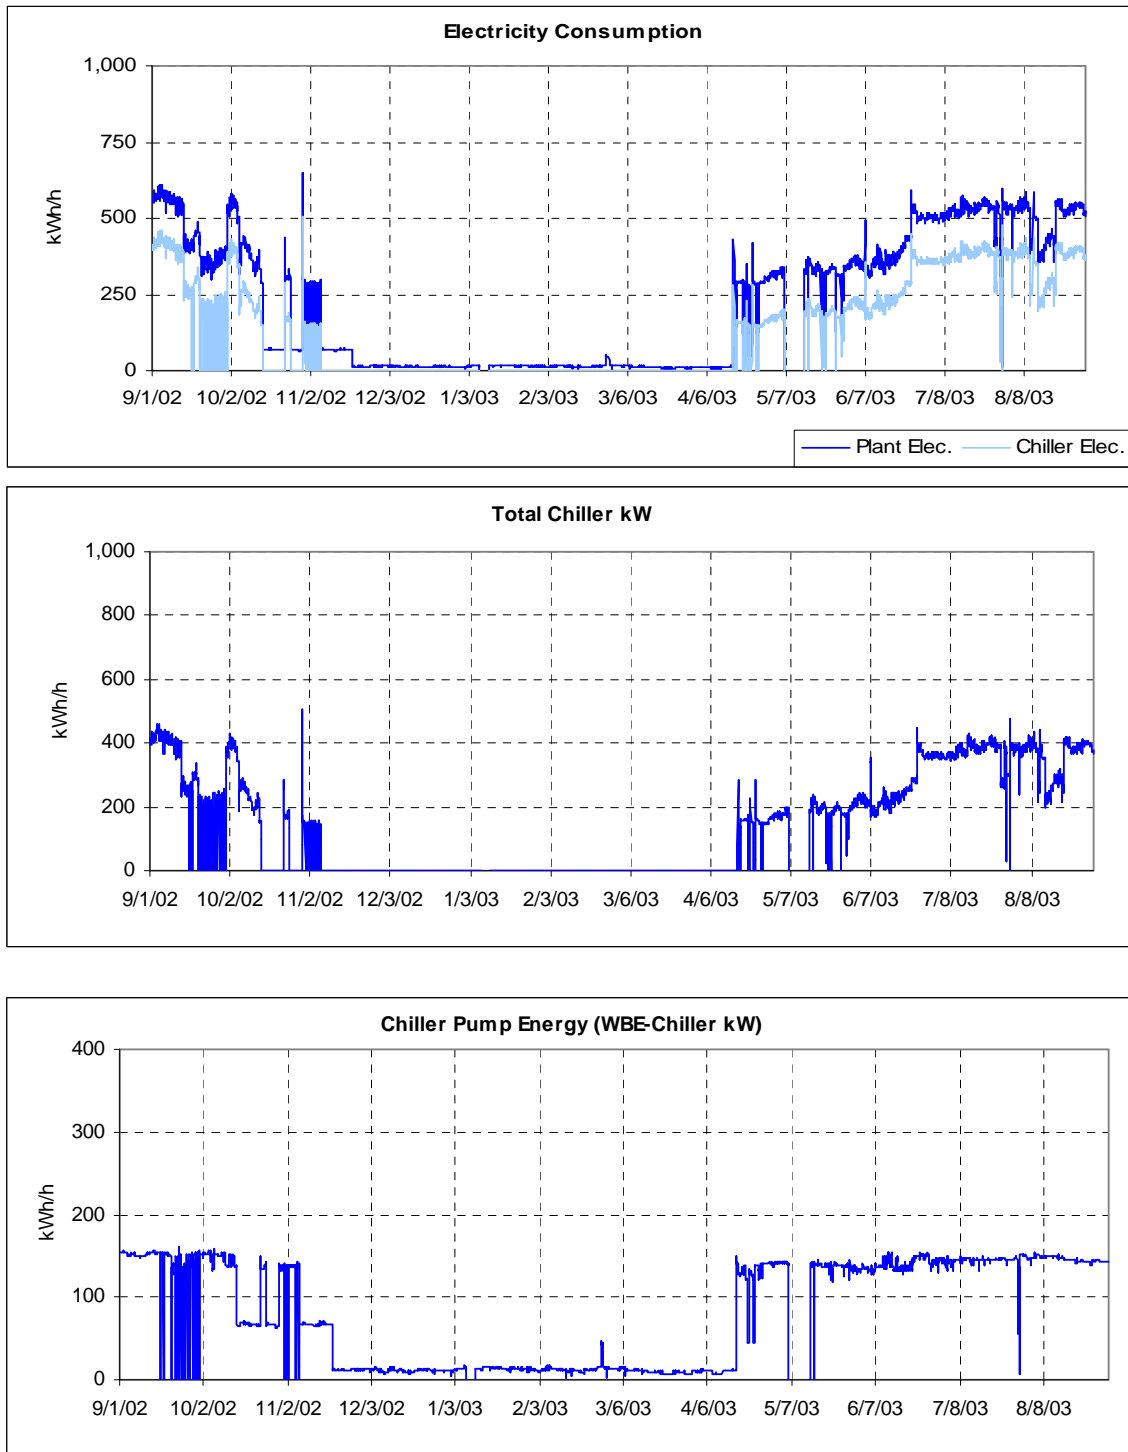 Electricity Consumption
1,000
750
500
250
0
kWh/h
9/1/02 10/2/02 11/2/02 12/3/02 1/3/03 2/3/03 3/6/03 4/6/03 5/7/03 6/7/03 7/8/03 8/8/03
Plant Elec. Chiller Elec.
Total Chiller kW
1,000
800
600
400
200
0
kWh/h
9/1/02 10/2/02 11/2/02 12/3/02 1/3/03 2/3/03 3/6/03 4/6/03 5/7/03 6/7/03 7/8/03 8/8/03
Chiller Pump Energy (WBE-Chiller kW)
400
300
200
100
0
kWh/h
9/1/02 10/2/02 11/2/02 12/3/02 1/3/03 2/3/03 3/6/03 4/6/03 5/7/03 6/7/03 7/8/03 8/8/03